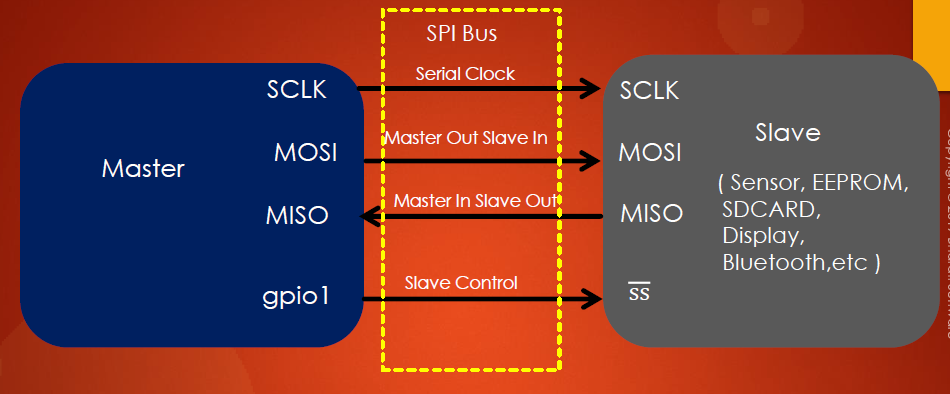 SPI Bus
Serial Clock
SCLK
SCLK
Master Out Slave In
MOSI
MOSI
Master
Slave
Master In Slave Out
MISO
MISO
( Sensor, EEPROM,
SDCARD,
Display,
Bluetooth,etc )
Slave Control
gpio1
SS